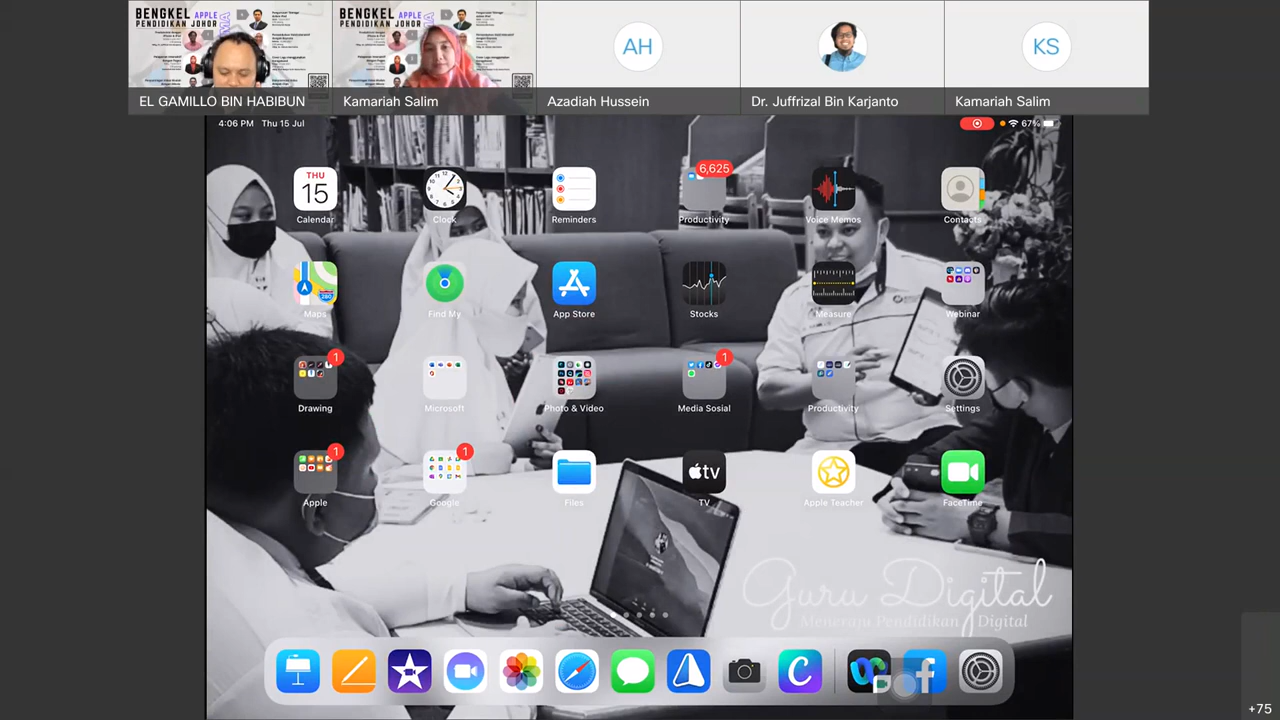 BENGKEL APPLE
PENDIDIKAN JOHOR
BENGKEL APPLE
PENDIDIKAN JOHOR
AH
KS
EL GAMILLO BIN HABIBUN
Kamariah Salim
Azadiah Hussein
Dr. Juffrizal Bin Karjanto
Kamariah Salim
4:06 PM Thu 15 Jul
67%
THU
15
6,625
Calendar
Clock
Reminders
Productivity
Voice Memos
Contacts
280
Maps
Find My
App Store
Stocks
Measure
Webinar
1
1
Drawing
Microsoft
Photo & Video
Media Sosial
Productivity
Settings
1
1
tv
Apple
Google
Files
TV
Apple Teacher
FaceTime
Guru Digital
Meneraju Pendidikan Digital
+75